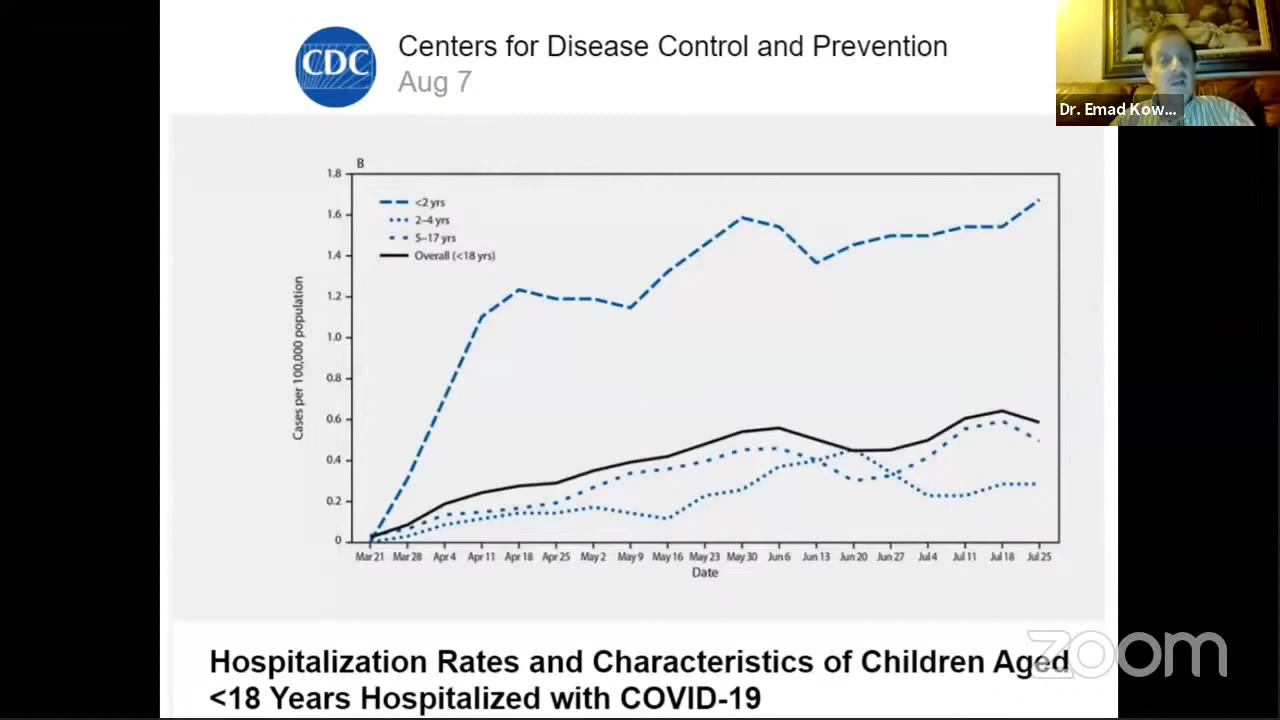 CDC
Centers for Disease Control and Prevention
Aug 7
Dr. Emad Kow...
B
1.8
1.6
1.4
1.2
1.0
0.8
0.6
0.4
0.2
0
Cases per 100,000 population
<2 yrs
2–4 yrs
5–17 yrs
Overall (<18 yrs)
Mar 21 Mar 28 Apr 4 Apr 11 Apr 18 Apr 25 May 2 May 9 May 16 May 23 May 30 Jun 6 Jun 13 Jun 20 Jun 27 Jul 4 Jul 11 Jul 18 Jul 25
Date
Hospitalization Rates and Characteristics of Children Aged
<18 Years Hospitalized with COVID-19
zoom